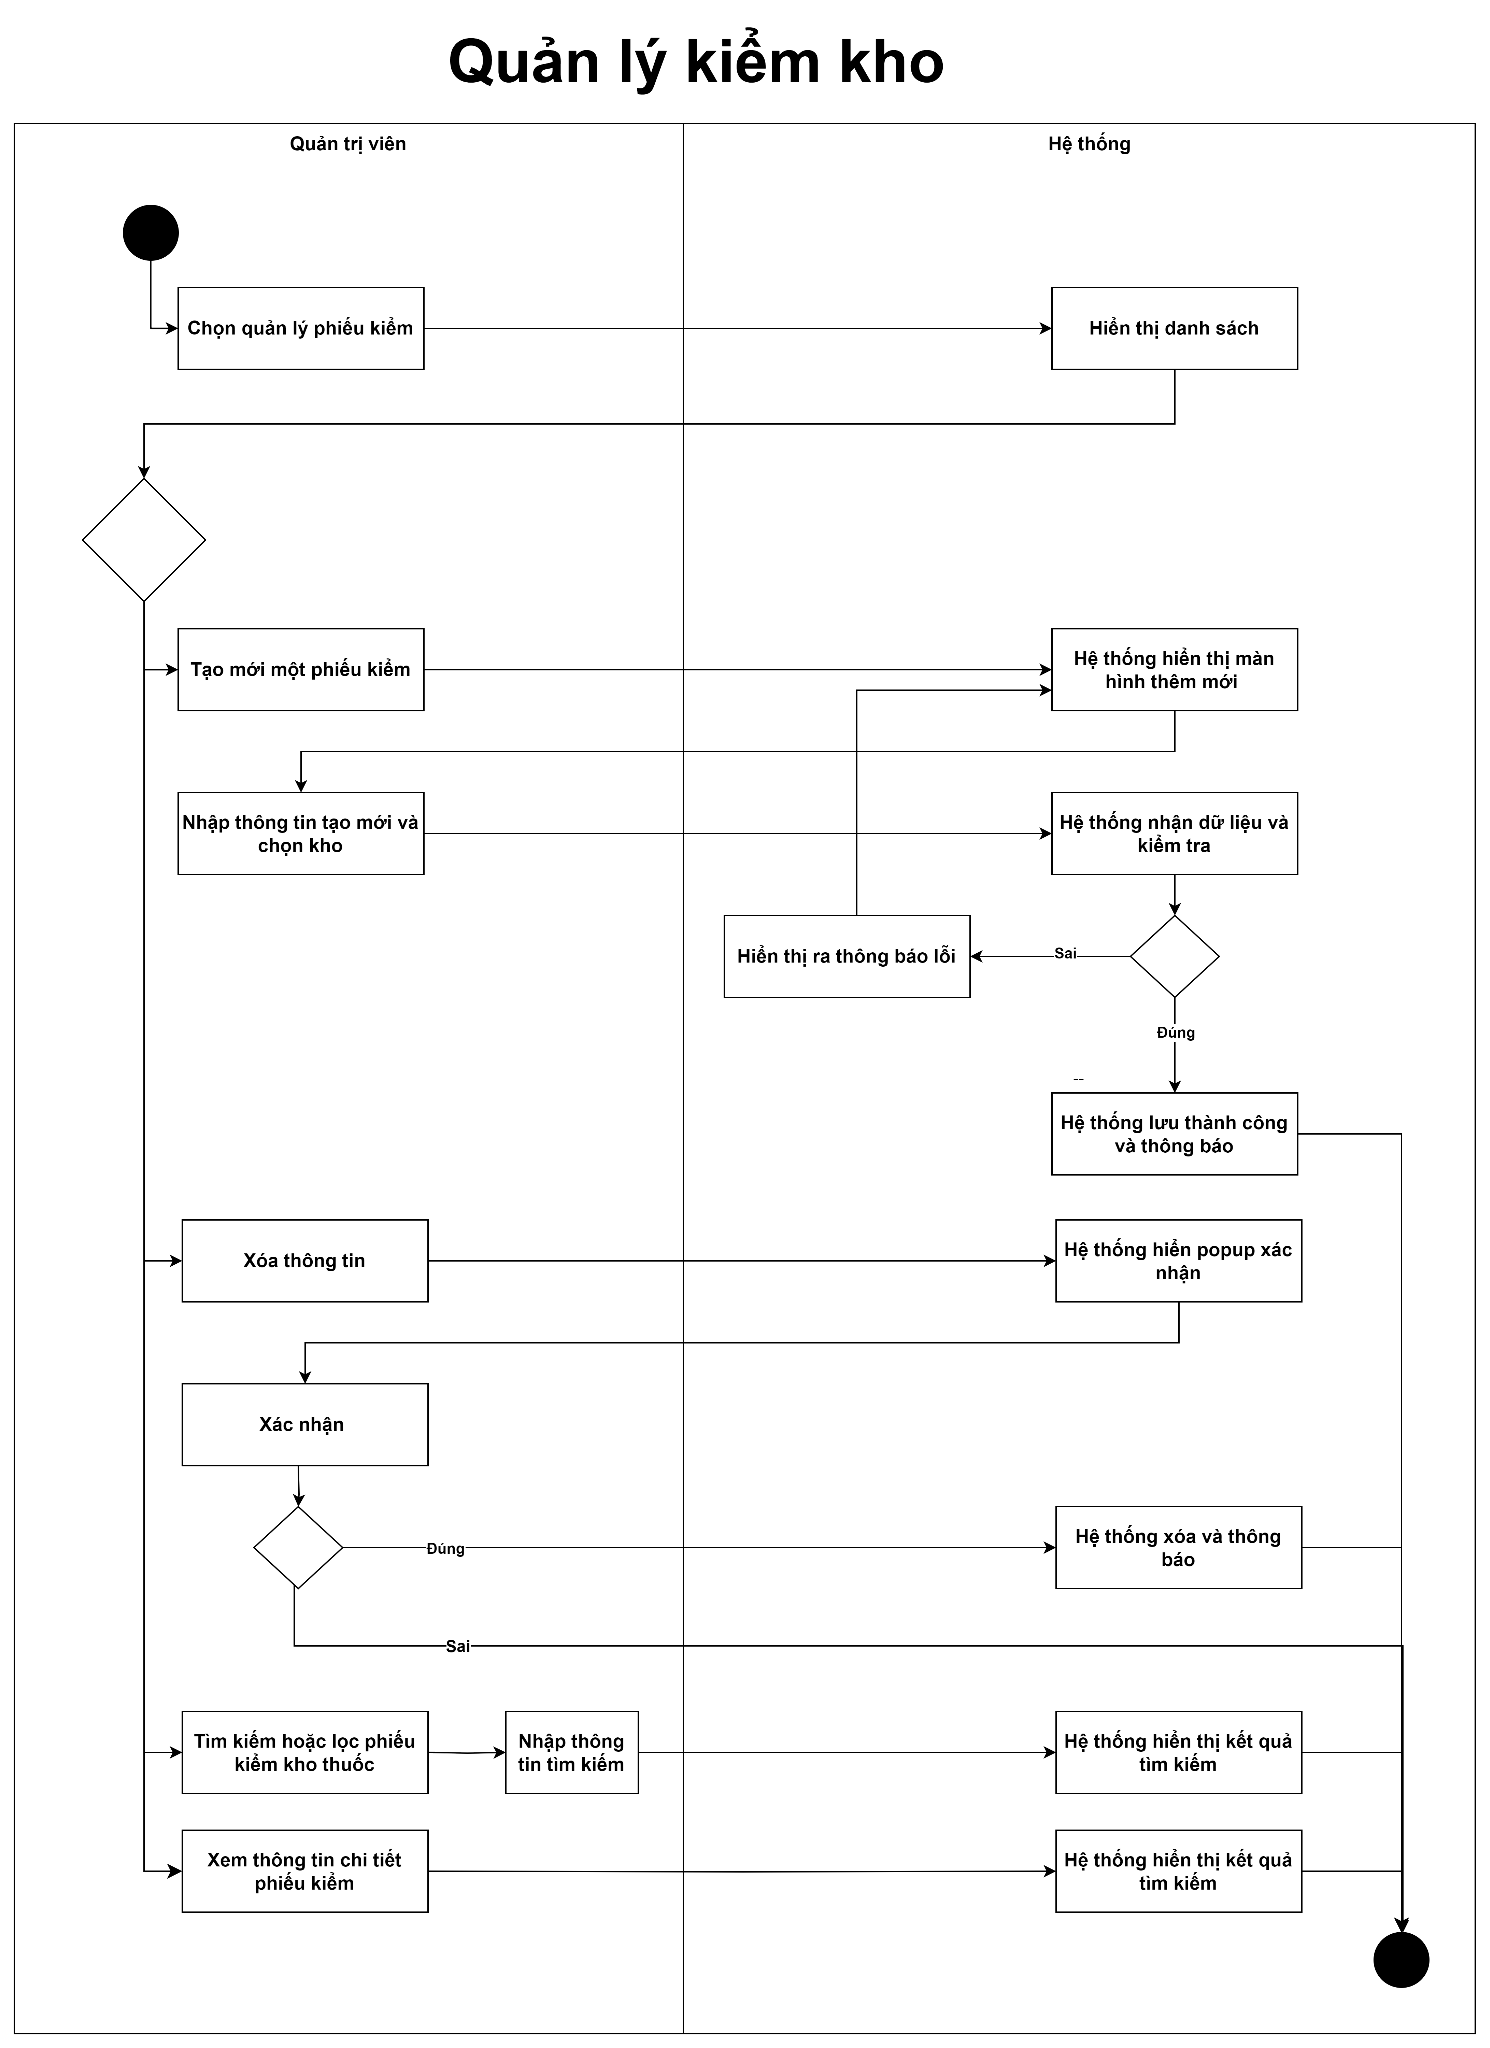 Quản lý kiểm kho
Quản trị viên
Hệ thống
Chọn quản lý phiếu kiểm
Hiển thị danh sách
Tạo mới một phiếu kiểm
Hệ thống hiển thị màn
hình thêm mới
Nhập thông tin tạo mới và
chọn kho
Hệ thống nhận dữ liệu và
kiểm tra
Hiển thị ra thông báo lỗi
Sai
Đúng
--
Hệ thống lưu thành công
và thông báo
Xóa thông tin
Hệ thống hiển popup xác
nhận
Xác nhận
Đúng
Hệ thống xóa và thông
báo
Sai
Tìm kiếm hoặc lọc phiếu
kiểm kho thuốc
Nhập thông
tin tìm kiếm
Hệ thống hiển thị kết quả
tìm kiếm
Xem thông tin chi tiết
phiếu kiểm
Hệ thống hiển thị kết quả
tìm kiếm